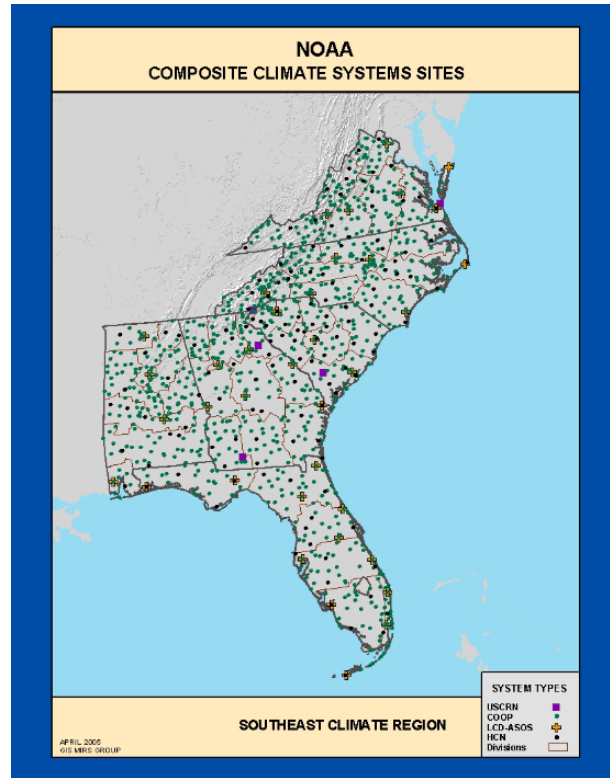 NOAA
COMPOSITE CLIMATE SYSTEMS SITES
SYSTEM TYPES
USCRN
COOP
LCD-ASOS
HCN
Divisions
SOUTHEAST CLIMATE REGION
APRIL 2005
GIS MIRS GROUP